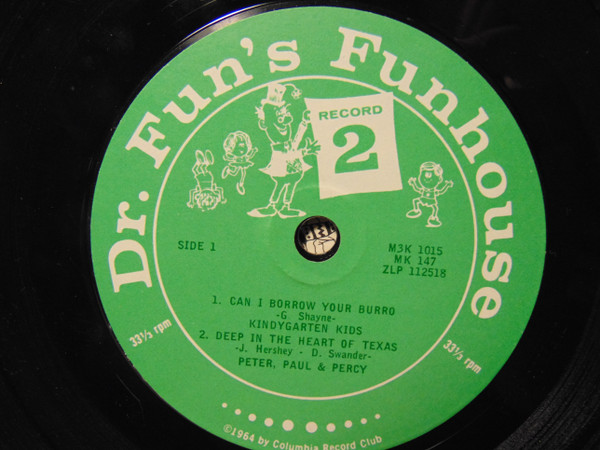 Dr. Fun's Funhouse
RECORD
2
SIDE 1
M3K 1015
MK 147
ZLP 112518
1. CAN I BORROW YOUR BURRO
-G. Shayne-
KINDYGARTEN KIDS
2. DEEP IN THE HEART OF TEXAS
-J. Hershey - D. Swander-
PETER, PAUL & PERCY
33⅓ rpm
33⅓ rpm
©1964 by Columbia Record Club